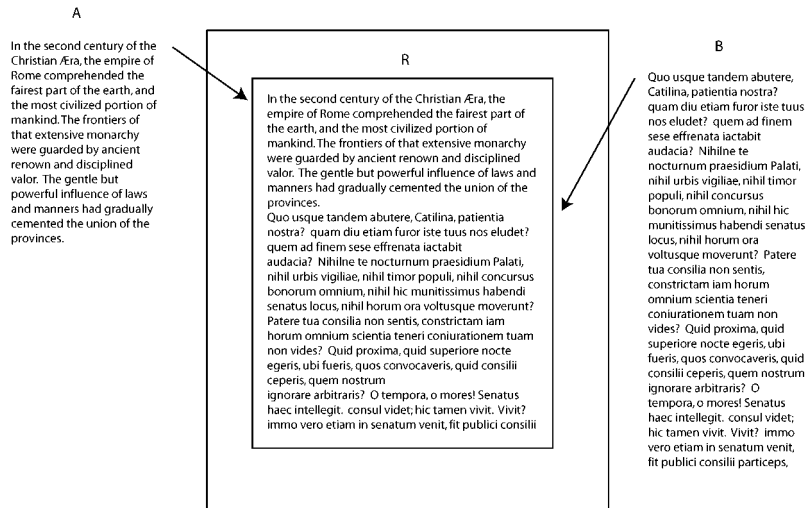 A
In the second century of the
Christian Æra, the empire of
Rome comprehended the
fairest part of the earth, and
the most civilized portion of
mankind. The frontiers of
that extensive monarchy
were guarded by ancient
renown and disciplined
valor. The gentle but
powerful influence of laws
and manners had gradually
cemented the union of the
provinces.
R
In the second century of the Christian Æra, the
empire of Rome comprehended the fairest part of
the earth, and the most civilized portion of
mankind. The frontiers of that extensive monarchy
were guarded by ancient renown and disciplined
valor. The gentle but powerful influence of laws and
manners had gradually cemented the union of the
provinces.
Quo usque tandem abutere, Catilina, patientia
nostra? quam diu etiam furor iste tuus nos eludet?
quem ad finem sese effrenata iactabit
audacia? Nihilne te nocturnum praesidium Palati,
nihil urbis vigiliae, nihil timor populi, nihil concursus
bonorum omnium, nihil hic munitissimus habendi
senatus locus, nihil horum ora voltusque moverunt?
Patere tua consilia non sentis, constrictam iam
horum omnium scientia teneri coniurationem tuam
non vides? Quid proxima, quid superiore nocte
egeris, ubi fueris, quos convocaveris, quid consilii
ceperis, quem nostrum
ignorare arbitraris? O tempora, o mores! Senatus
haec intellegit. consul videt; hic tamen vivit. Vivit?
immo vero etiam in senatum venit, fit publici consilii
B
Quo usque tandem abutere,
Catilina, patientia nostra?
quam diu etiam furor iste tuus
nos eludet? quem ad finem
sese effrenata iactabit
audacia? Nihilne te
nocturnum praesidium Palati,
nihil urbis vigiliae, nihil timor
populi, nihil concursus
bonorum omnium, nihil hic
munitissimus habendi senatus
locus, nihil horum ora
voltusque moverunt? Patere
tua consilia non sentis,
constrictam iam horum
omnium scientia teneri
coniurationem tuam non
vides? Quid proxima, quid
superiore nocte egeris, ubi
fueris, quos convocaveris, quid
consilii ceperis, quem nostrum
ignorare arbitraris? O
tempora, o mores! Senatus
haec intellegit. consul videt;
hic tamen vivit. Vivit? immo
vero etiam in senatum venit,
fit publici consilii particeps,